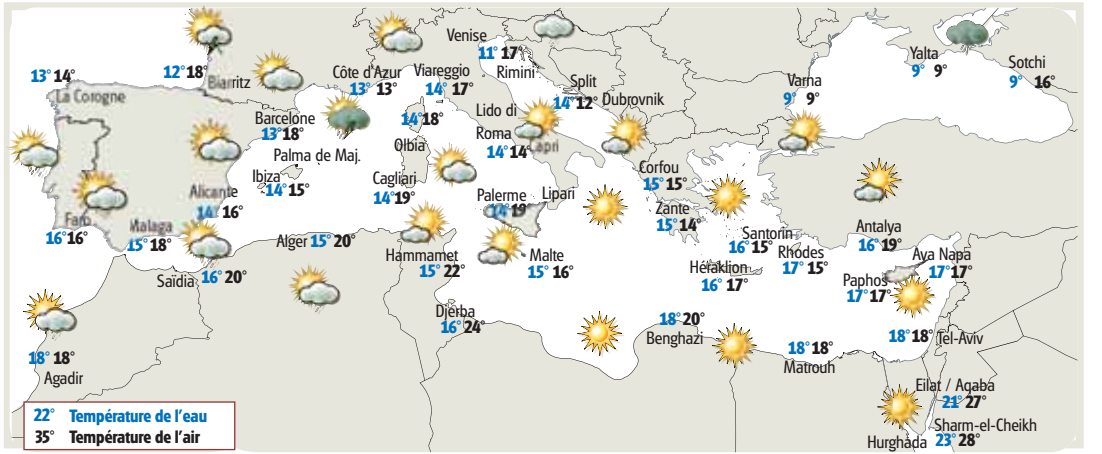 Venise
11° 17°
Rimini
Yalta
9° 9°
Sotchi
9° 16°
13° 14°
La Corogne
12° 18°
Biarritz
Côte d'Azur
13° 13°
Viareggio
14° 17°
Split
14° 12°
Dubrovnik
Varna
9° 9°
Barcelone
13° 18°
14° 18°
Olbia
Lido di
Roma
14° 14°
Capri
Palma de Maj.
Ibiza
14° 15°
Cagliari
14° 19°
Palerme
14° 19°
Lipari
Corfou
15° 15°
Zante
15° 14°
Alicante
14° 16°
Faro
16° 16°
Malaga
15° 18°
Saïdia
16° 20°
Alger 15° 20°
Hammamet
15° 22°
Malte
15° 16°
Santorin
16° 15°
Rhodes
17° 15°
Héraklion
16° 17°
Antalya
16° 19°
Aya Napa
17° 17°
Paphos
17° 17°
Djerba
16° 24°
18° 20°
Benghazi
18° 18°
Matrouh
18° 18°
Tel-Aviv
18° 18°
Agadir
Eilat / Aqaba
21° 27°
Sharm-el-Cheikh
Hurghada
23° 28°
22° Température de l'eau
35° Température de l'air